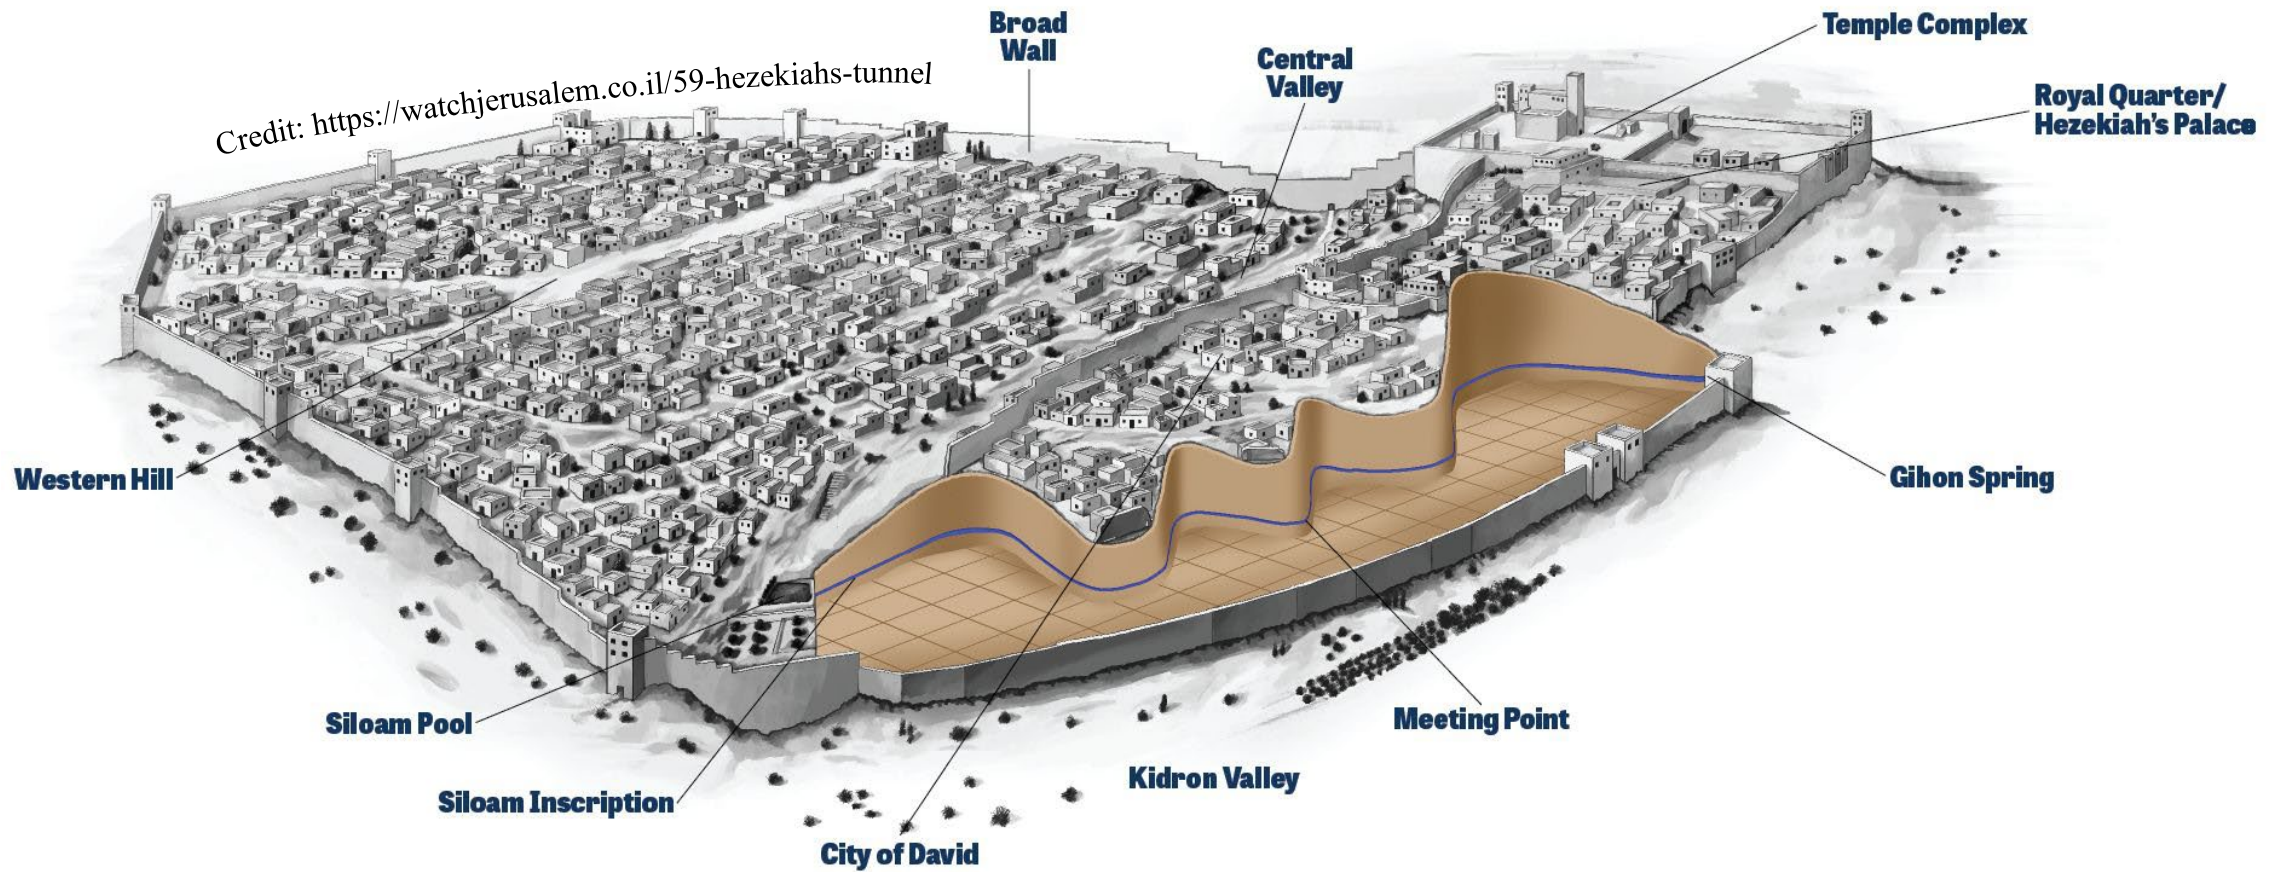 Broad
Wall
Temple Complex
Central
Valley
Credit: https://watchjerusalem.co.il/59-hezekiahs-tunnel
Royal Quarter/
Hezekiah's Palace
Western Hill
Gihon Spring
Siloam Pool
Meeting Point
Kidron Valley
Siloam Inscription
City of David